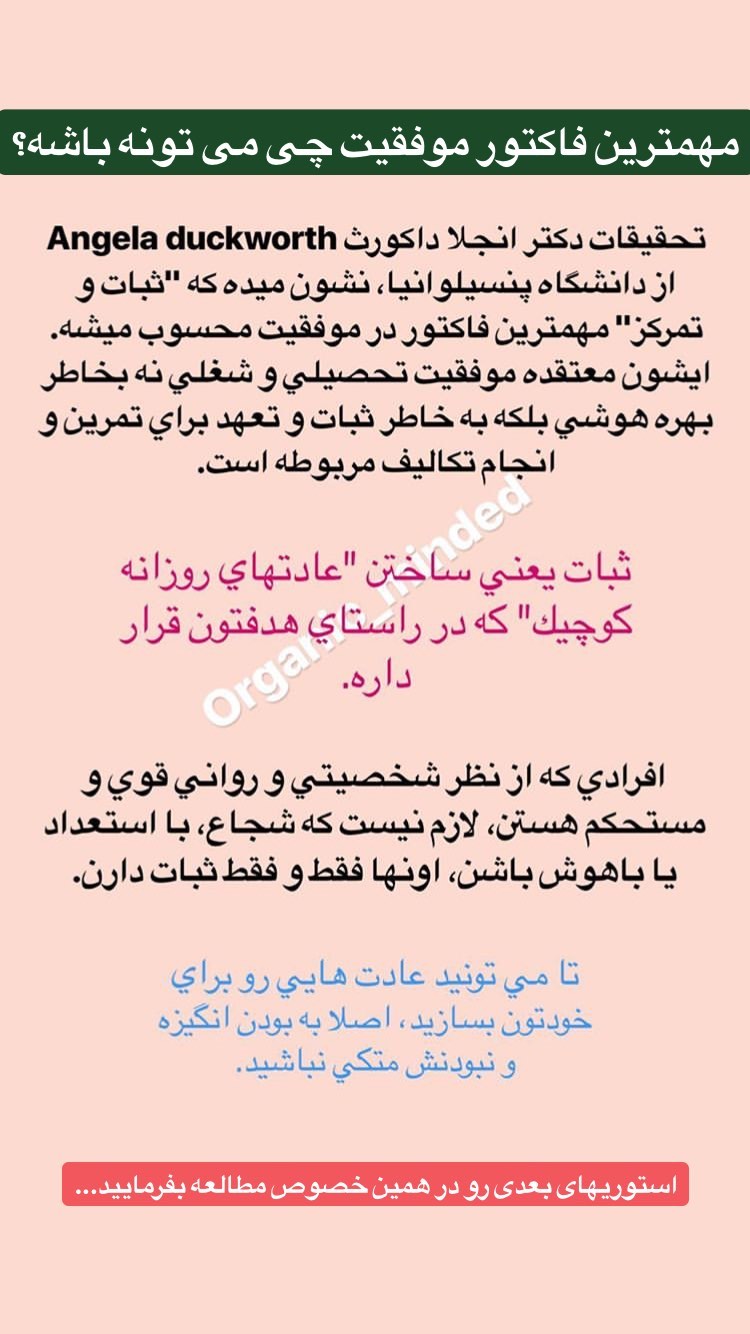 مهمترین فاکتور موفقیت چی می تونه باشه؟
تحقیقات دکتر انجلا داکورث Angela duckworth
از دانشگاه پنسیلوانیا، نشون میده که "ثبات و
تمرکز" مهمترین فاکتور در موفقیت محسوب میشه.
ایشون معتقده موفقیت تحصیلي و شغلي نه بخاطر
بهره هوشي بلکه به خاطر ثبات و تعهد براي تمرین و
انجام تکالیف مربوطه است.
Organic_minded
ثبات یعني ساختن "عادتهاي روزانه
کوچیك" که در راستاي هدفتون قرار
داره.
افرادي که از نظر شخصیتي و رواني قوي و
مستحکم هستن، لازم نیست که شجاع، با استعداد
یا باهوش باشن، اونها فقط و فقط ثبات دارن.
تا مي تونید عادت هایي رو براي
خودتون بسازید، اصلا به بودن انگیزه
و نبودنش متکي نباشید.
استوریهای بعدی رو در همین خصوص مطالعه بفرمایید...